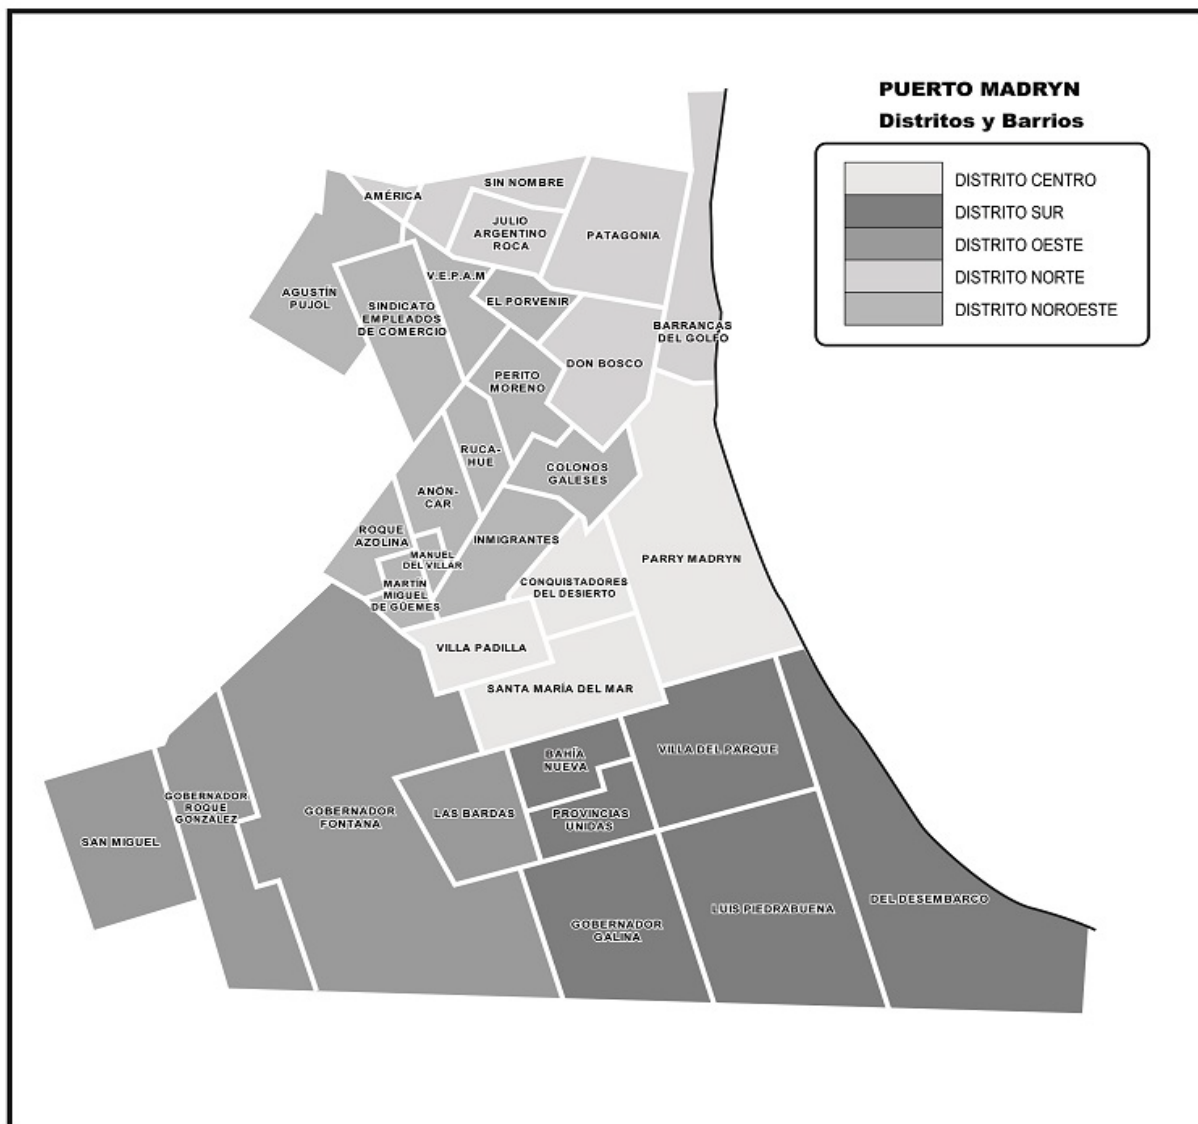 PUERTO MADRYN
Distritos y Barrios
DISTRITO CENTRO
DISTRITO SUR
DISTRITO OESTE
DISTRITO NORTE
DISTRITO NOROESTE
SIN NOMBRE
AMÉRICA
JULIO
ARGENTINO
ROCA
PATAGONIA
V.E.P.A.M
AGUSTÍN
PUJOL
SINDICATO
EMPLEADOS
DE COMERCIO
EL PORVENIR
BARRANCAS
DEL GOLFO
DON BOSCO
PERITO
MORENO
RUCA-
HUE
COLONOS
GALESES
ANÖN-
CAR
ROQUE
AZOLINA
INMIGRANTES
MANUEL
DEL VILLAR
PARRY MADRYN
MARTÍN
MIGUEL
DE GÜEMES
CONQUISTADORES
DEL DESIERTO
VILLA PADILLA
SANTA MARÍA DEL MAR
BAHÍA
NUEVA
VILLA DEL PARQUE
GOBERNADOR
ROQUE
GONZÁLEZ
GOBERNADOR
FONTANA
LAS BARDAS
PROVINCIAS
UNIDAS
SAN MIGUEL
DEL DESEMBARCO
LUIS PIEDRABUENA
GOBERNADOR
GALINA